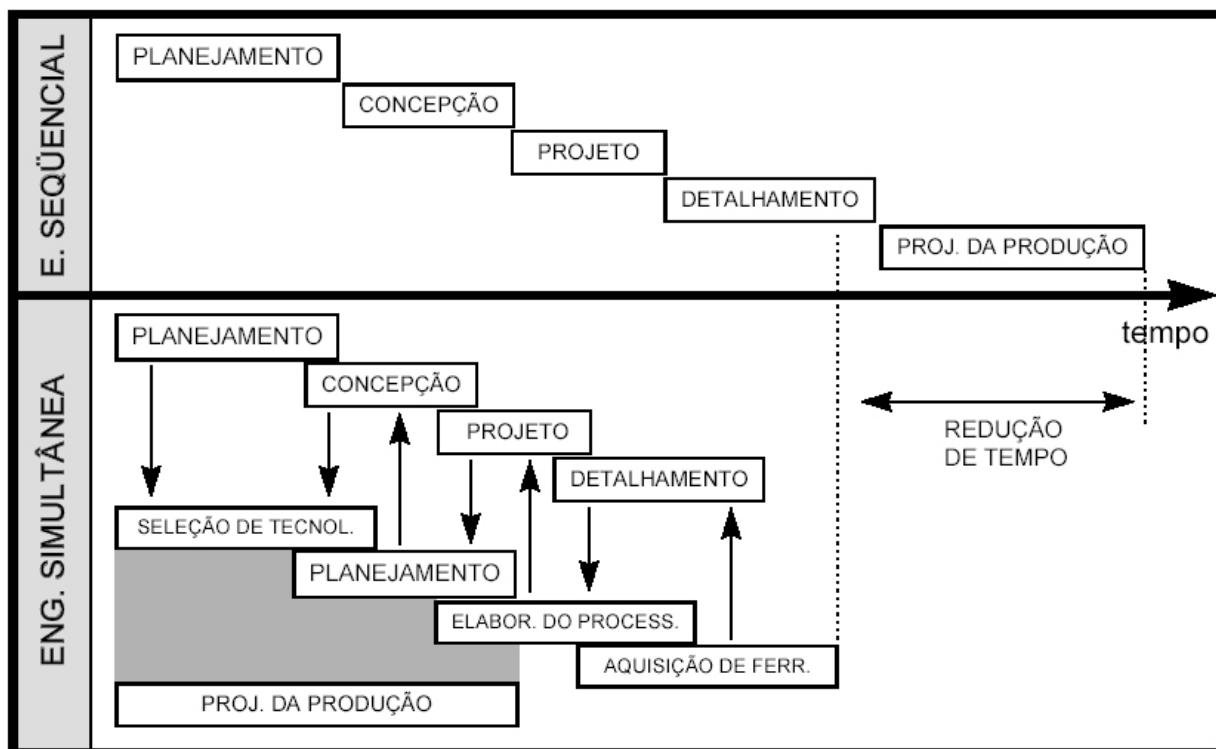 E. SEQÜENCIAL
PLANEJAMENTO
CONCEPÇÃO
PROJETO
DETALHAMENTO
PROJ. DA PRODUÇÃO
tempo
ENG. SIMULTÂNEA
PLANEJAMENTO
CONCEPÇÃO
PROJETO
DETALHAMENTO
REDUÇÃO
DE TEMPO
SELEÇÃO DE TECNOL.
PLANEJAMENTO
ELABOR. DO PROCESS.
AQUISIÇÃO DE FERR.
PROJ. DA PRODUÇÃO